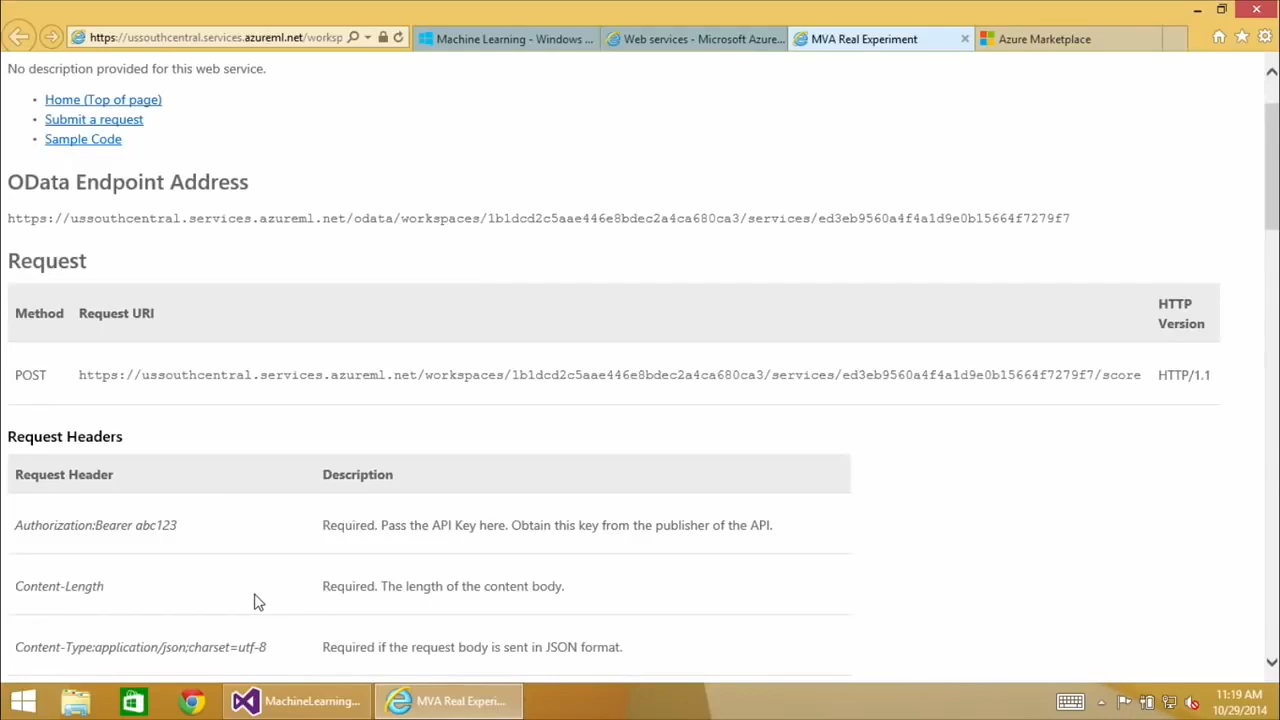 https://ussouthcentral.services.azureml.net/worksp
Machine Learning - Windows ...
Web services - Microsoft Azure...
MVA Real Experiment
Azure Marketplace
No description provided for this web service.
Home (Top of page)
Submit a request
Sample Code
OData Endpoint Address
https://ussouthcentral.services.azureml.net/odata/workspaces/1b1dcd2c5aae446e8bdec2a4ca680ca3/services/ed3eb9560a4f4a1d9e0b15664f7279f7
Request
Method Request URI HTTP Version
POST https://ussouthcentral.services.azureml.net/workspaces/1b1dcd2c5aae446e8bdec2a4ca680ca3/services/ed3eb9560a4f4a1d9e0b15664f7279f7/score HTTP/1.1
Request Headers
Request Header Description
Authorization:Bearer abc123 Required. Pass the API Key here. Obtain this key from the publisher of the API.
Content-Length Required. The length of the content body.
Content-Type:application/json;charset=utf-8 Required if the request body is sent in JSON format.
MachineLearning...
MVA Real Experi...
11:19 AM
10/29/2014